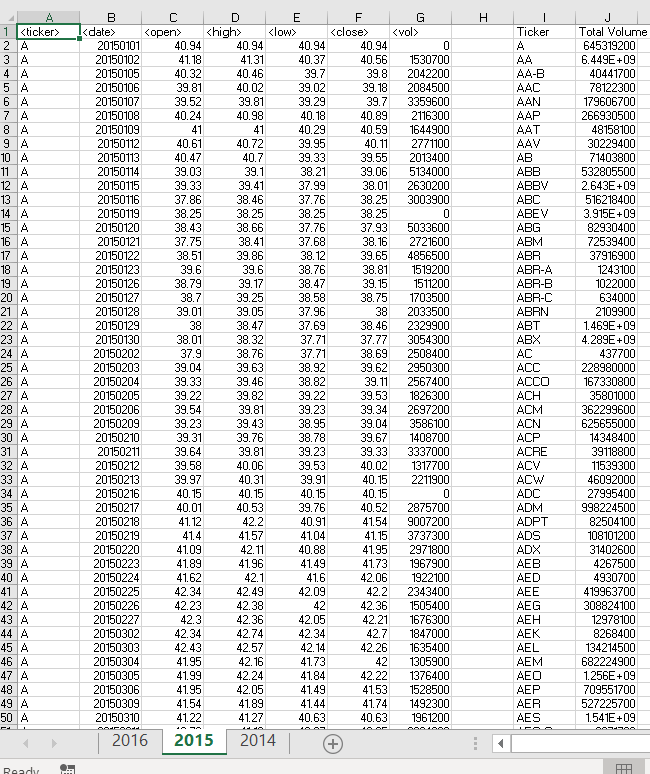 A B C D E F G H I J
1 <ticker> <date> <open> <high> <low> <close> <vol> Ticker Total Volume
2 A 20150101 40.94 40.94 40.94 40.94 0 A 645319200
3 A 20150102 41.18 41.31 40.37 40.56 1530700 AA 6.449E+09
4 A 20150105 40.32 40.46 39.7 39.8 2042200 AA-B 40441700
5 A 20150106 39.81 40.02 39.02 39.18 2084500 AAC 78122300
6 A 20150107 39.52 39.81 39.29 39.7 3359600 AAN 179606700
7 A 20150108 40.24 40.98 40.18 40.89 2116300 AAP 266930500
8 A 20150109 41 41 40.29 40.59 1644900 AAT 48158100
9 A 20150112 40.61 40.72 39.95 40.11 2771100 AAV 30229400
10 A 20150113 40.47 40.7 39.33 39.55 2013400 AB 71403800
11 A 20150114 39.03 39.1 38.21 39.06 5134000 ABB 532805500
12 A 20150115 39.33 39.41 37.99 38.01 2630200 ABBV 2.643E+09
13 A 20150116 37.86 38.46 37.76 38.25 3003900 ABC 516218400
14 A 20150119 38.25 38.25 38.25 38.25 0 ABEV 3.915E+09
15 A 20150120 38.43 38.66 37.76 37.93 5033600 ABG 82930400
16 A 20150121 37.75 38.41 37.68 38.16 2721600 ABM 72539400
17 A 20150122 38.51 39.86 38.12 39.65 4856500 ABR 37916900
18 A 20150123 39.6 39.6 38.76 38.81 1519200 ABR-A 1243100
19 A 20150126 38.79 39.17 38.47 39.15 1511200 ABR-B 1022000
20 A 20150127 38.7 39.25 38.58 38.75 1703500 ABR-C 634000
21 A 20150128 39.01 39.05 37.96 38 2033500 ABRN 2109900
22 A 20150129 38 38.47 37.69 38.46 2329900 ABT 1.469E+09
23 A 20150130 38.01 38.32 37.71 37.77 3054300 ABX 4.289E+09
24 A 20150202 37.9 38.76 37.71 38.69 2508400 AC 437700
25 A 20150203 39.04 39.63 38.92 39.62 2950300 ACC 228980000
26 A 20150204 39.33 39.46 38.82 39.11 2567400 ACCO 167330800
27 A 20150205 39.22 39.82 39.22 39.53 1826300 ACH 35801000
28 A 20150206 39.54 39.81 39.23 39.34 2697200 ACM 362299600
29 A 20150209 39.23 39.43 38.95 39.04 3586100 ACN 625655000
30 A 20150210 39.31 39.76 38.78 39.67 1408700 ACP 14348400
31 A 20150211 39.64 39.81 39.23 39.33 3337000 ACRE 39118800
32 A 20150212 39.58 40.06 39.53 40.02 1317700 ACV 11539300
33 A 20150213 39.97 40.31 39.91 40.15 2211900 ACW 46092000
34 A 20150216 40.15 40.15 40.15 40.15 0 ADC 27995400
35 A 20150217 40.01 40.53 39.76 40.52 2875700 ADM 998224500
36 A 20150218 41.12 42.2 40.91 41.54 9007200 ADPT 82504100
37 A 20150219 41.4 41.57 41.04 41.15 3737300 ADS 108101200
38 A 20150220 41.09 42.11 40.88 41.95 2971800 ADX 31402600
39 A 20150223 41.89 41.96 41.49 41.73 1967900 AEB 4267500
40 A 20150224 41.62 42.1 41.6 42.06 1922100 AED 4930700
41 A 20150225 42.34 42.49 42.09 42.2 2343400 AEE 419963700
42 A 20150226 42.23 42.38 42 42.36 1505400 AEG 308824100
43 A 20150227 42.3 42.36 42.05 42.21 1676300 AEH 12978100
44 A 20150302 42.34 42.74 42.34 42.7 1847000 AEK 8268400
45 A 20150303 42.43 42.57 42.14 42.26 1635400 AEL 134214500
46 A 20150304 41.95 42.16 41.73 42 1305900 AEM 682224900
47 A 20150305 41.99 42.24 41.84 42.22 1376400 AEO 1.256E+09
48 A 20150306 41.95 42.05 41.49 41.53 1528500 AEP 709551700
49 A 20150309 41.54 41.89 41.44 41.74 1492300 AER 527225700
50 A 20150310 41.22 41.27 40.63 40.63 1961200 AES 1.541E+09
2016 2015 2014
Ready